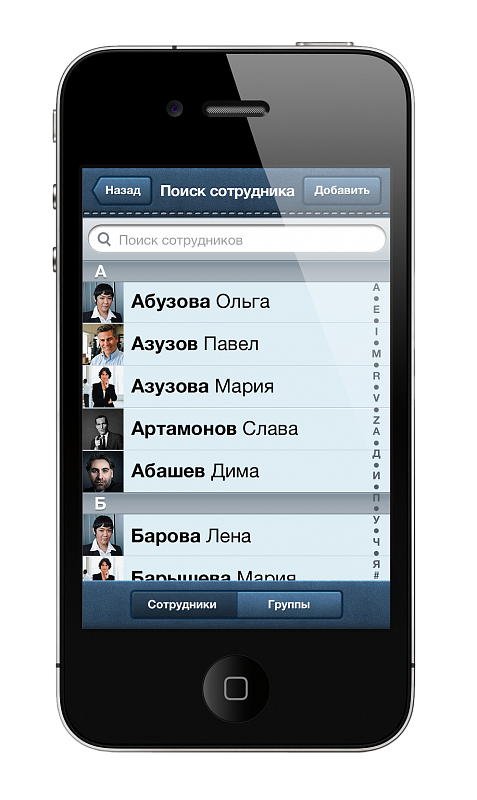 Назад
Поиск сотрудника
Добавить
Поиск сотрудников
А
Абузова Ольга
Азузов Павел
Азузова Мария
Артамонов Слава
Абашев Дима
Б
Барова Лена
Барышева Мария
A
E
I
M
R
V
Z
А
Д
И
П
У
Ч
Я
#
Сотрудники
Группы